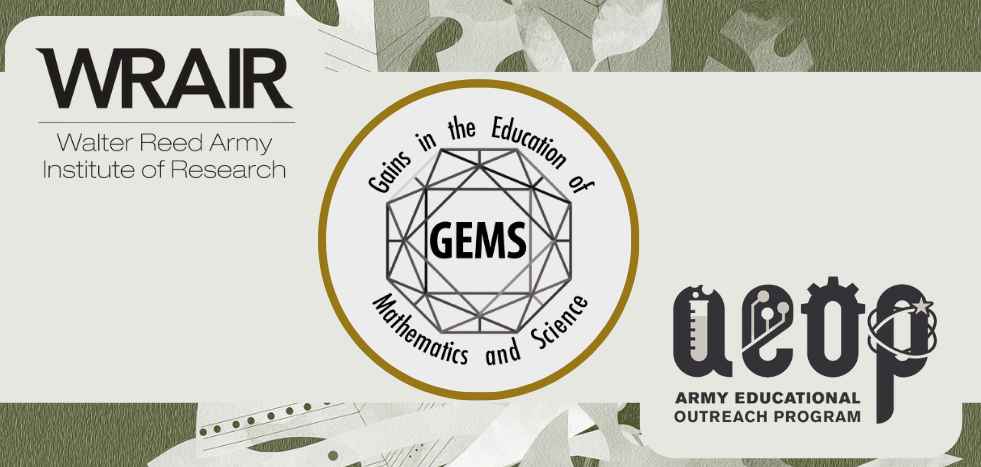 WRAIR
Walter Reed Army
Institute of Research
Gains in the Education of
GEMS
Mathematics and Science
aeop
ARMY EDUCATIONAL
OUTREACH PROGRAM